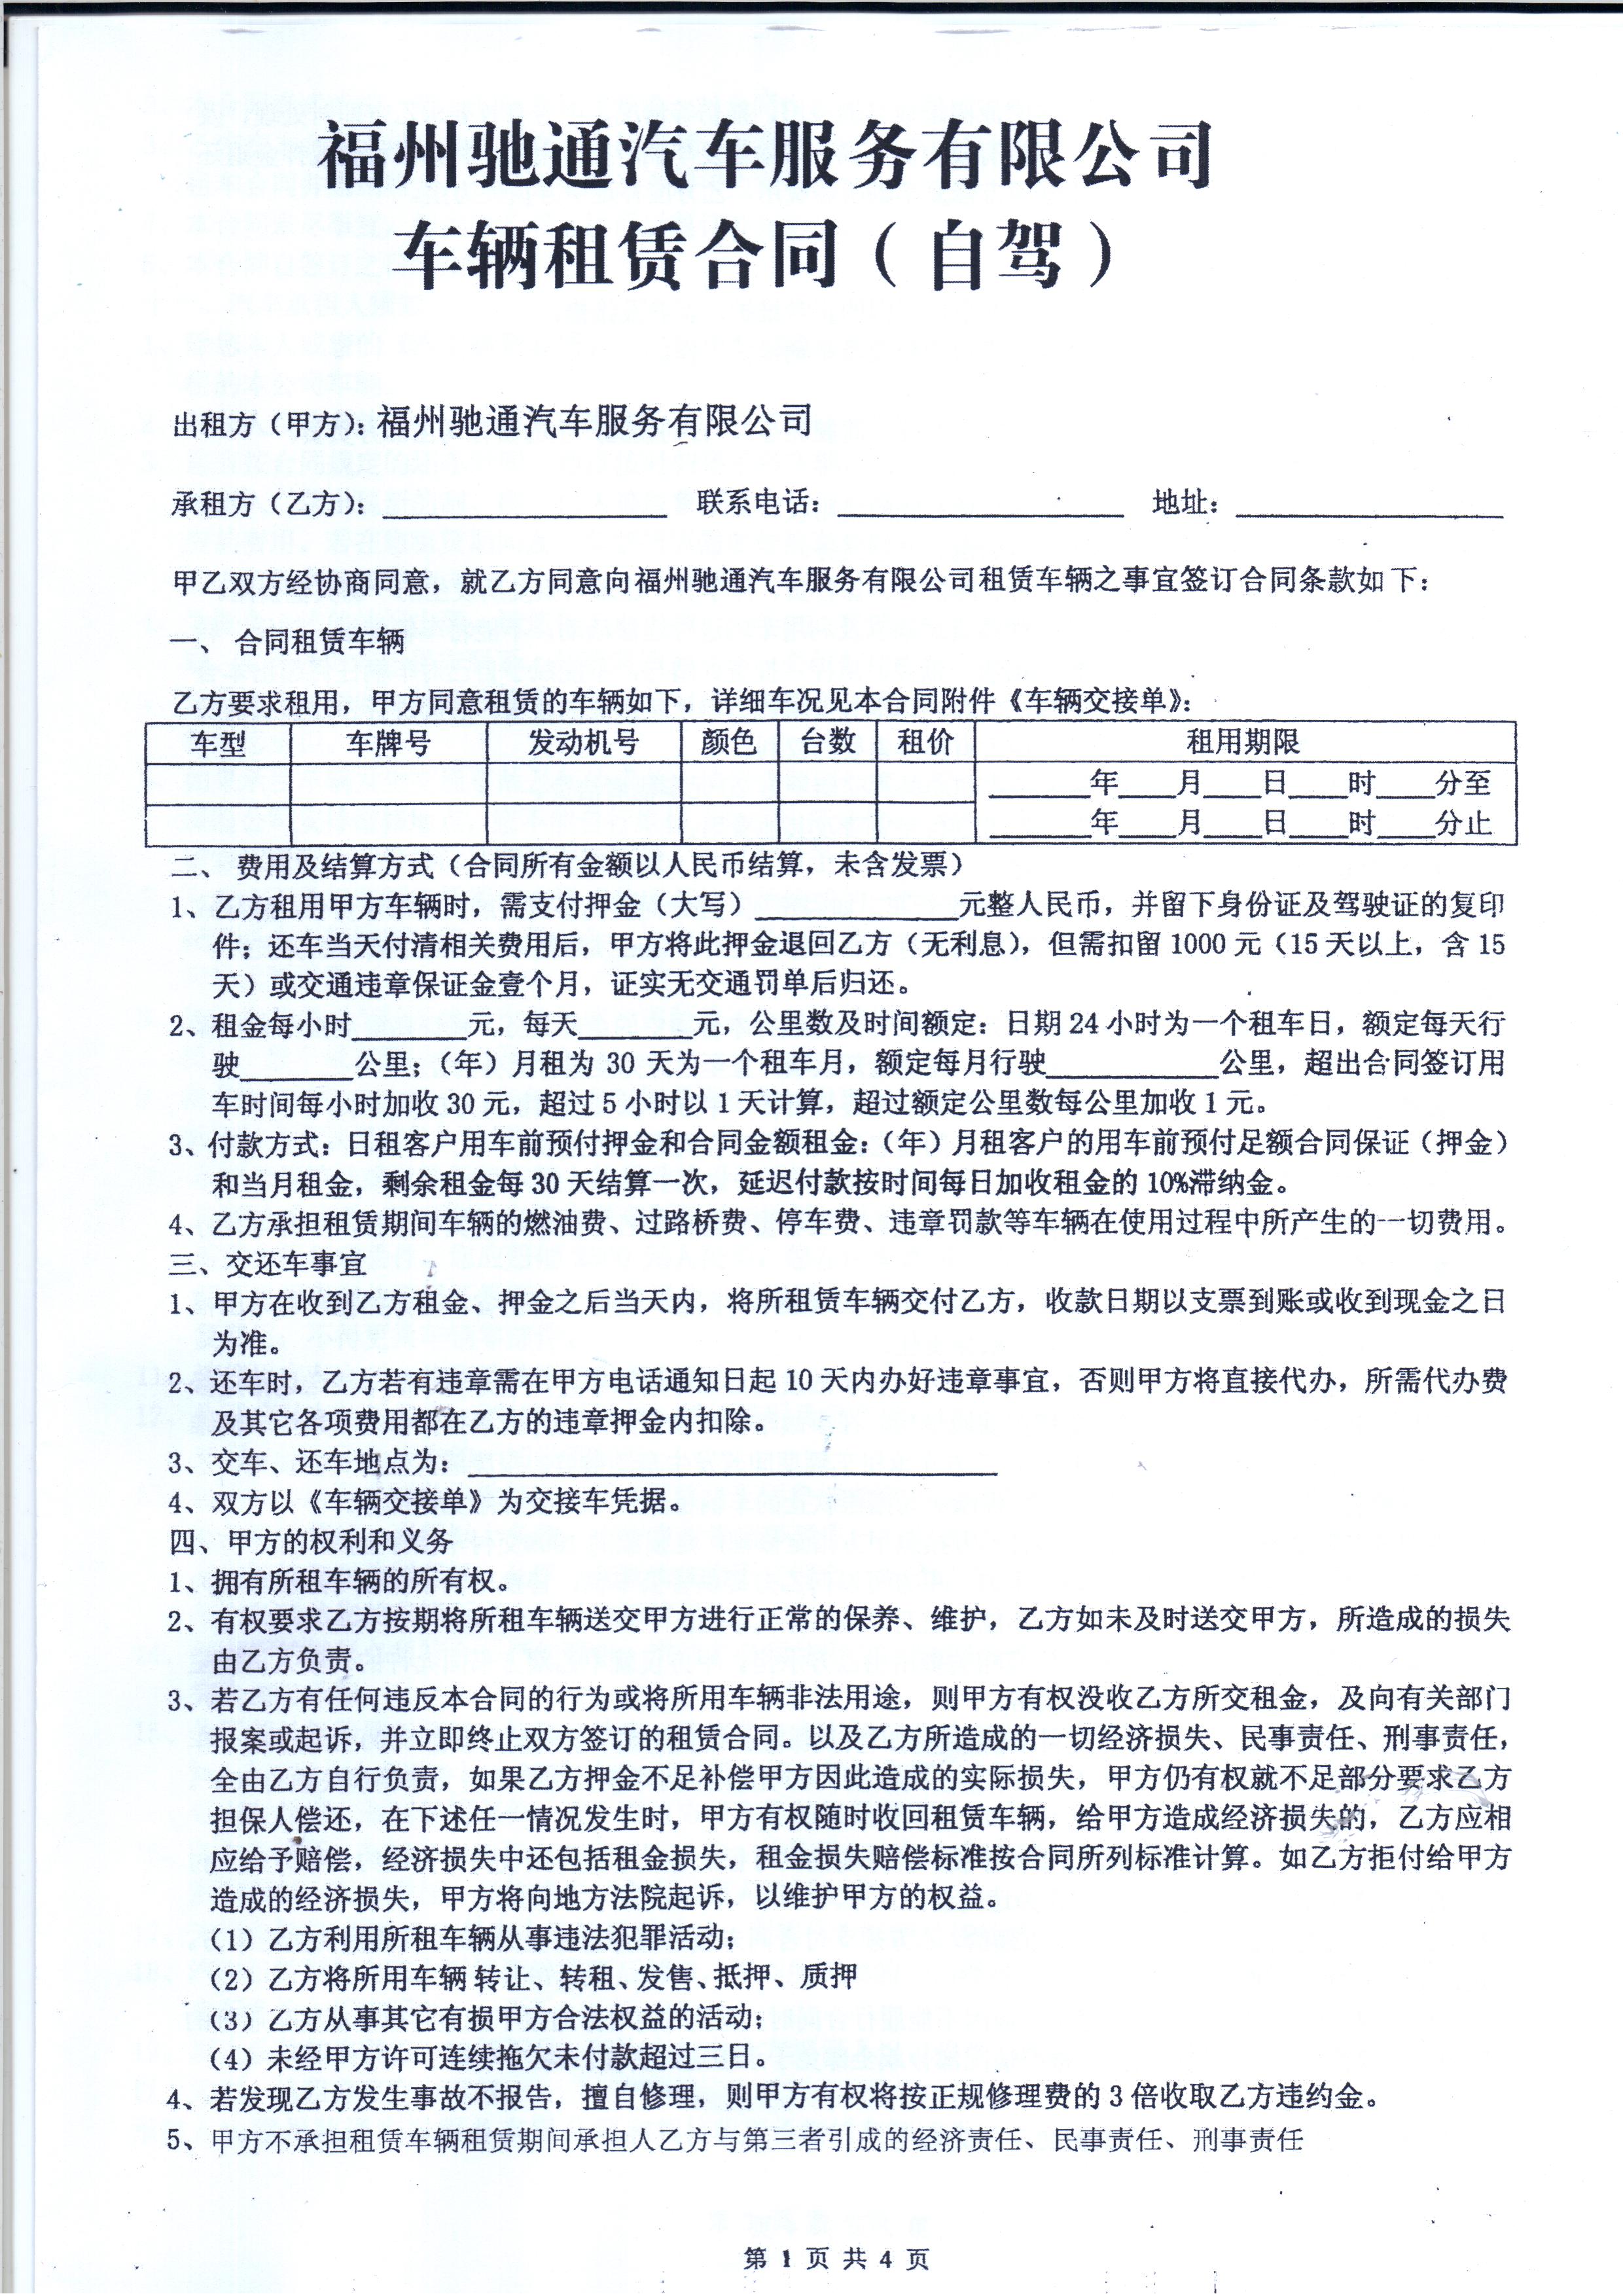 福州驰通汽车服务有限公司
车辆租赁合同（自驾）
出租方（甲方）：福州驰通汽车服务有限公司
承租方（乙方）：__________ 联系电话：__________ 地址：__________
甲乙双方经协商同意，就乙方同意向福州驰通汽车服务有限公司租赁车辆之事宜签订合同条款如下：
一、 合同租赁车辆
乙方要求租用，甲方同意租赁的车辆如下，详细车况见本合同附件《车辆交接单》：
车型 车牌号 发动机号 颜色 台数 租价 租用期限
_______年____月____日____时____分至
_______年____月____日____时____分止
二、 费用及结算方式（合同所有金额以人民币结算，未含发票）
1、乙方租用甲方车辆时，需支付押金（大写）______________元整人民币，并留下身份证及驾驶证的复印
件；还车当天付清相关费用后，甲方将此押金退回乙方（无利息），但需扣留 1000 元（15 天以上，含 15
天）或交通违章保证金壹个月，证实无交通罚单后归还。
2、租金每小时________元，每天________元，公里数及时间额定：日期 24 小时为一个租车日，额定每天行
驶________公里；（年）月租为 30 天为一个租车月，额定每月行驶____________公里，超出合同签订用
车时间每小时加收 30 元，超过 5 小时以 1 天计算，超过额定公里数每公里加收 1 元。
3、付款方式：日租客户用车前预付押金和合同金额租金：（年）月租客户的用车前预付足额合同保证（押金）
和当月租金，剩余租金每 30 天结算一次，延迟付款按时间每日加收租金的 10%滞纳金。
4、乙方承担租赁期间车辆的燃油费、过路桥费、停车费、违章罚款等车辆在使用过程中所产生的一切费用。
三、交还车事宜
1、甲方在收到乙方租金、押金之后当天内，将所租赁车辆交付乙方，收款日期以支票到账或收到现金之日
为准。
2、还车时，乙方若有违章需在甲方电话通知日起 10 天内办好违章事宜，否则甲方将直接代办，所需代办费
及其它各项费用都在乙方的违章押金内扣除。
3、交车、还车地点为：____________________
4、双方以《车辆交接单》为交接车凭据。
四、甲方的权利和义务
1、拥有所租车辆的所有权。
2、有权要求乙方按期将所租车辆送交甲方进行正常的保养、维护，乙方如未及时送交甲方，所造成的损失
由乙方负责。
3、若乙方有任何违反本合同的行为或将所用车辆非法用途，则甲方有权没收乙方所交租金，及向有关部门
报案或起诉，并立即终止双方签订的租赁合同。以及乙方所造成的一切经济损失、民事责任、刑事责任，
全由乙方自行负责，如果乙方押金不足补偿甲方因此造成的实际损失，甲方仍有权就不足部分要求乙方
担保人偿还，在下述任一情况发生时，甲方有权随时收回租赁车辆，给甲方造成经济损失的，乙方应相
应给予赔偿，经济损失中还包括租金损失，租金损失赔偿标准按合同所列标准计算。如乙方拒付给甲方
造成的经济损失，甲方将向地方法院起诉，以维护甲方的权益。
（1）乙方利用所租车辆从事违法犯罪活动；
（2）乙方将所用车辆 转让、转租、发售、抵押、质押
（3）乙方从事其它有损甲方合法权益的活动；
（4）未经甲方许可连续拖欠未付款超过三日。
4、若发现乙方发生事故不报告，擅自修理，则甲方有权将按正规修理费的 3 倍收取乙方违约金。
5、甲方不承担租赁车辆租赁期间承担人乙方与第三者引成的经济责任、民事责任、刑事责任
第 1 页 共 4 页